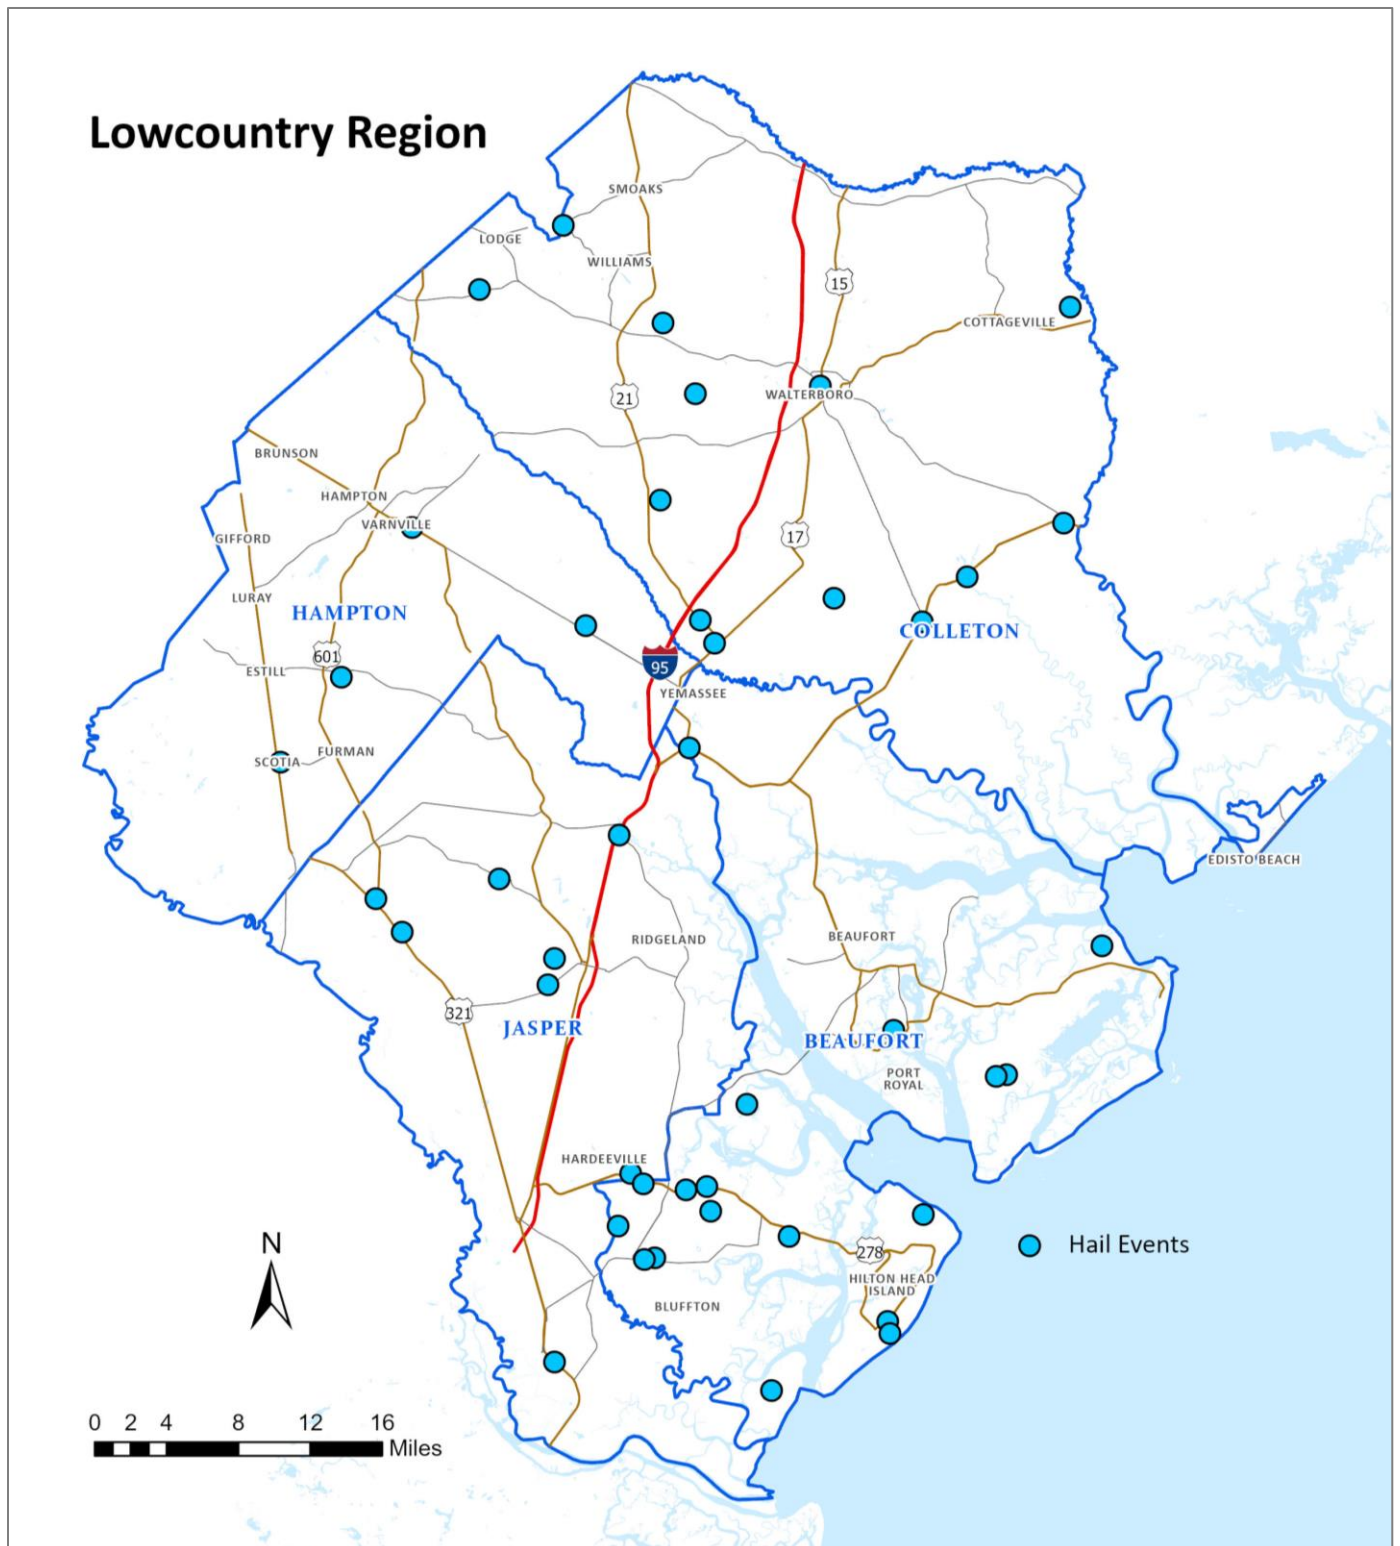 Lowcountry Region
SMOAKS
LODGE
WILLIAMS
15
COTTAGEVILLE
21
WALTERBORO
BRUNSON
HAMPTON
VARNVILLE
GIFFORD
17
LURAY
HAMPTON
COLLETON
601
95
ESTILL
YEMASSEE
FURMAN
SCOTIA
EDISTO BEACH
BEAUFORT
RIDGELAND
321
JASPER
BEAUFORT
PORT
ROYAL
HARDEEVILLE
N
278
Hail Events
HILTON HEAD
ISLAND
BLUFFTON
0 2 4 8 12 16
Miles